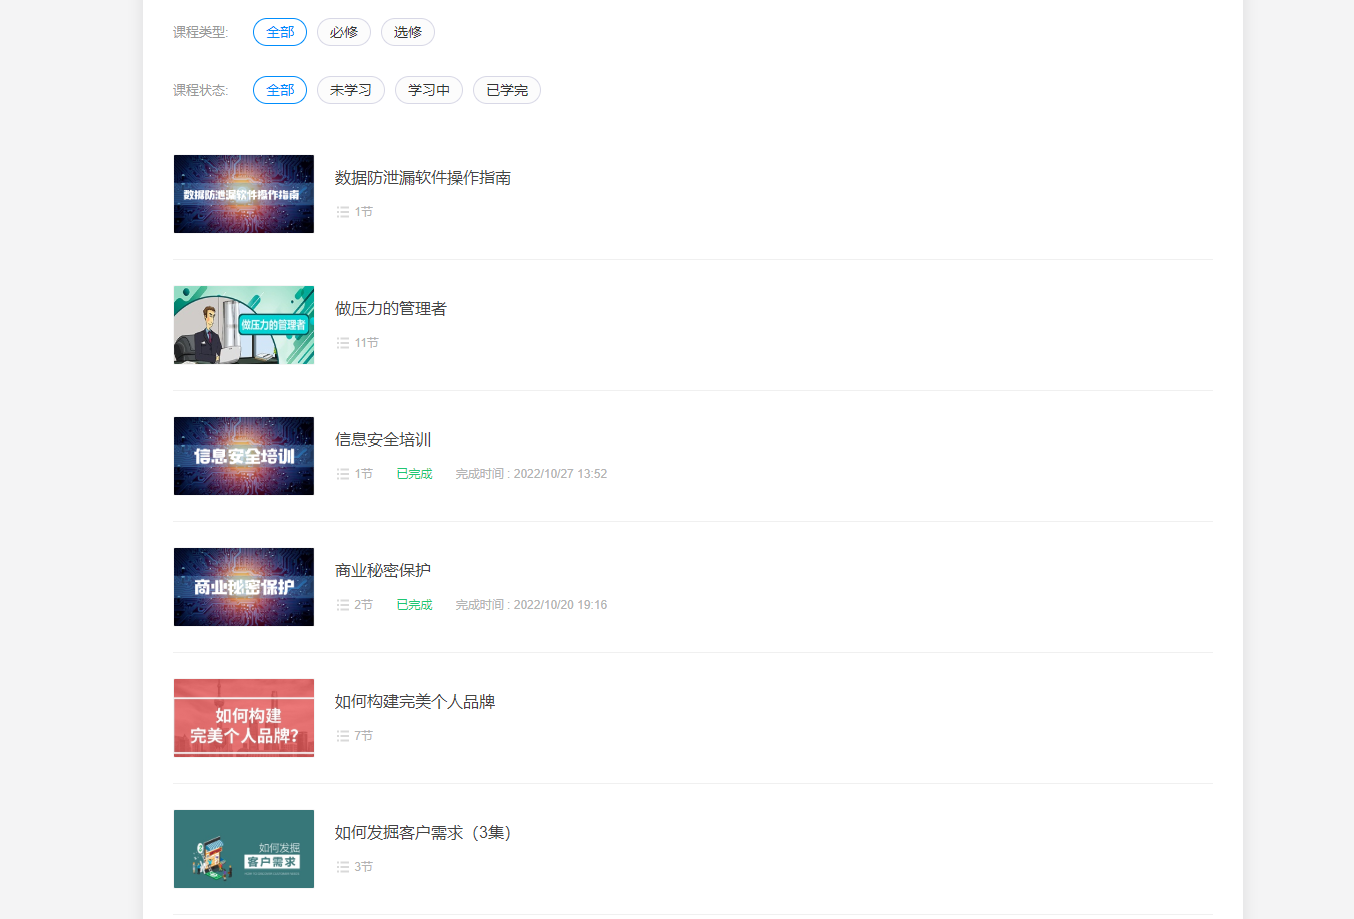 课程类型: 全部 必修 选修
课程状态: 全部 未学习 学习中 已学完
数据防泄漏软件操作指南
数据防泄漏软件操作指南
1节
做压力的管理者
做压力的管理者
11节
信息安全培训
信息安全培训
1节 已完成 完成时间 : 2022/10/27 13:52
商业秘密保护
商业秘密保护
2节 已完成 完成时间 : 2022/10/20 19:16
如何构建
完美个人品牌?
如何构建完美个人品牌
7节
如何发掘
客户需求
如何发掘客户需求（3集）
3节